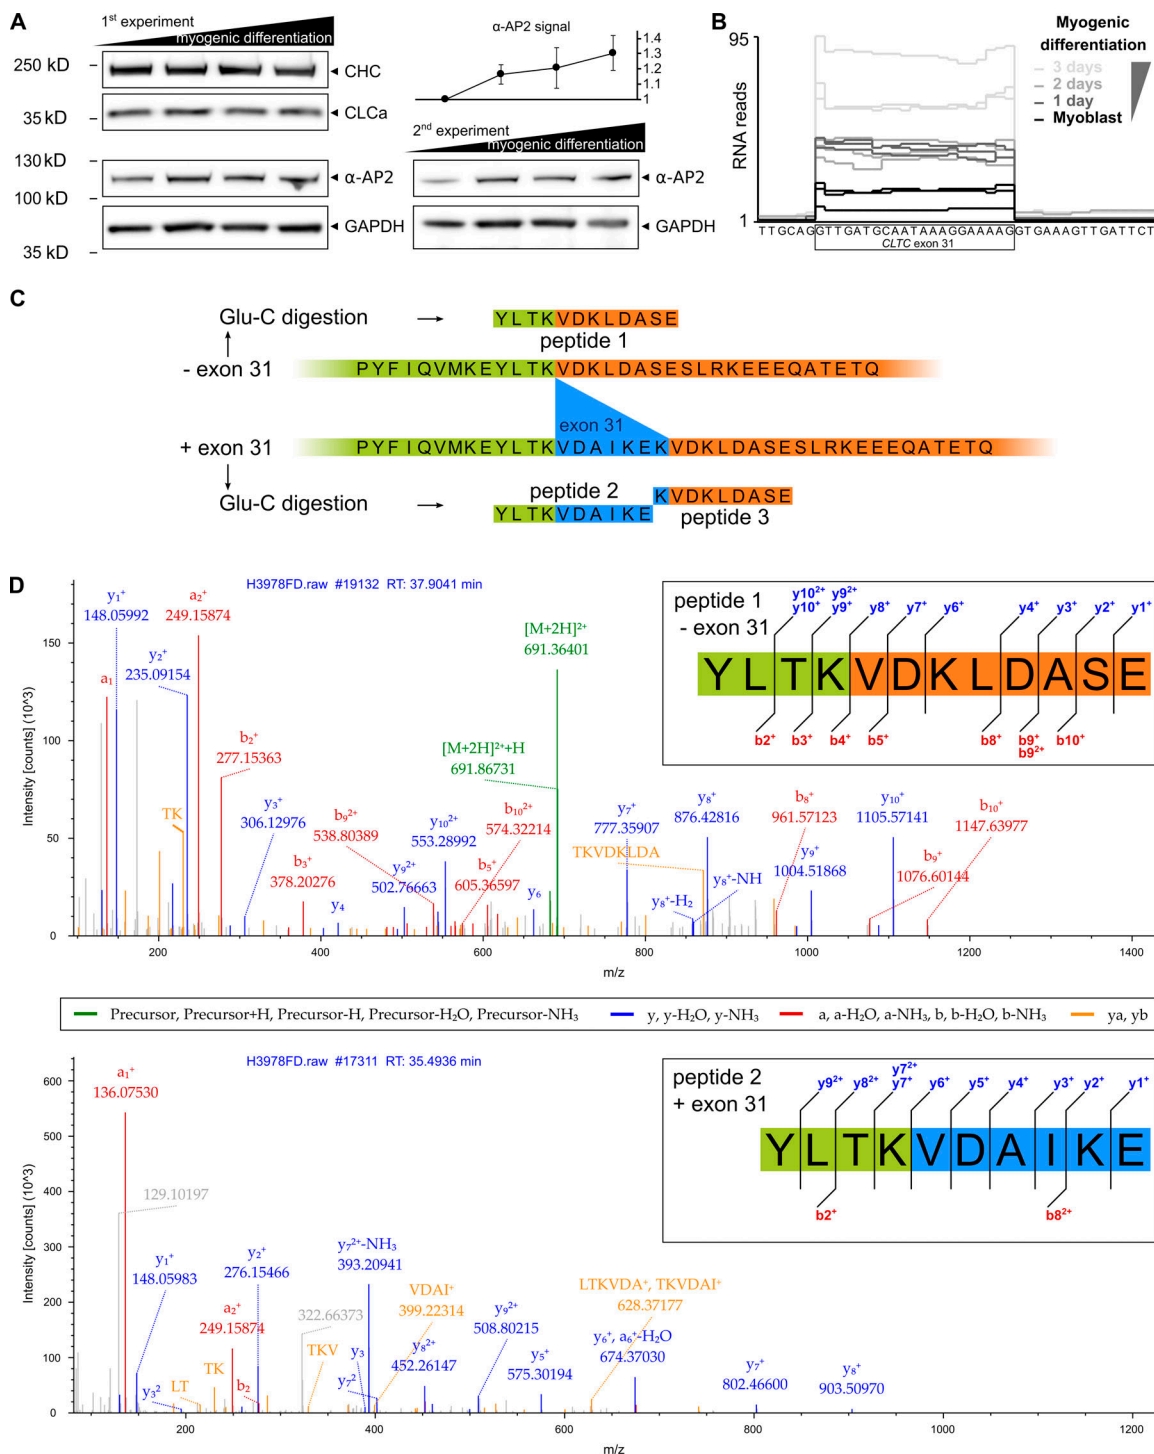 A
1st experiment
myogenic differentiation
250 kD
CHC
35 kD
CLCa
130 kD
α-AP2
100 kD
GAPDH
35 kD
α-AP2 signal
1.4
1.3
1.2
1.1
1
2nd experiment
myogenic differentiation
α-AP2
GAPDH
B
95
RNA reads
1
Myogenic
differentiation
3 days
2 days
1 day
Myoblast
TTGCAGGTTGATGCAATAAAGGAAAAGGTGAAAGTTGATTCT
CLTC exon 31
C
Glu-C digestion
YLTKVDKLDASE
peptide 1
- exon 31
PYFIQVMKEYLTKVDKLDASESLRKEEEQATETQ
exon 31
+ exon 31
PYFIQVMKEYLTKVDAIKEKVDKLDASESLRKEEEQATETQ
peptide 2
KVDKLDASE
Glu-C digestion
YLTKVDAIKE
peptide 3
D
H3978FD.raw #19132 RT: 37.9041 min
Intensity [counts] (10^3)
150
100
50
0
y₁⁺
148.05992
a₂⁺
249.15874
y₂⁺
235.09154
a₁
b₂⁺
277.15363
TK
y₃⁺
306.12976
b₃⁺
378.20276
y₄
b₉²⁺
538.80389
y₉²⁺
502.76663
y₁₀²⁺
553.28992
b₅⁺
605.36597
b₁₀²⁺
574.32214
[M+2H]²⁺
691.36401
[M+2H]²⁺+H
691.86731
y₆
y₇⁺
777.35907
TKVDKLDA
y₈⁺
876.42816
y₈⁺-H₂
y₈⁺-NH
b₈⁺
961.57123
y₉⁺
1004.51868
y₁₀⁺
1105.57141
b₉⁺
1076.60144
b₁₀⁺
1147.63977
200 400 600 800 1000 1200 1400
m/z
peptide 1
- exon 31
y10²⁺ y9²⁺
y10⁺ y9⁺ y8⁺ y7⁺ y6⁺ y4⁺ y3⁺ y2⁺ y1⁺
YLTKVDKLDASE
b2⁺ b3⁺ b4⁺ b5⁺ b8⁺ b9⁺ b10⁺
b9²⁺
Precursor, Precursor+H, Precursor-H, Precursor-H₂O, Precursor-NH₃ y, y-H₂O, y-NH₃ a, a-H₂O, a-NH₃, b, b-H₂O, b-NH₃ ya, yb
H3978FD.raw #17311 RT: 35.4936 min
Intensity [counts] (10^3)
600
500
400
300
200
100
0
a₁⁺
136.07530
129.10197
y₁⁺
148.05983
y₃²
LT
TK
a₂⁺
249.15874
b₂
y₂⁺
276.15466
322.66373
TKV
y₇²⁺-NH₃
393.20941
y₃
y₇²
VDAI⁺
399.22314
y₈²⁺
452.26147
y₉²⁺
508.80215
y₅⁺
575.30194
LTKVDA⁺, TKVDAI⁺
628.37177
y₆⁺, a₆⁺-H₂O
674.37030
y₇⁺
802.46600
y₈⁺
903.50970
200 400 600 800 1000 1200
m/z
peptide 2
+ exon 31
y7²⁺
y9²⁺ y8²⁺ y7⁺ y6⁺ y5⁺ y4⁺ y3⁺ y2⁺ y1⁺
YLTKVDAIKE
b2⁺ b8²⁺